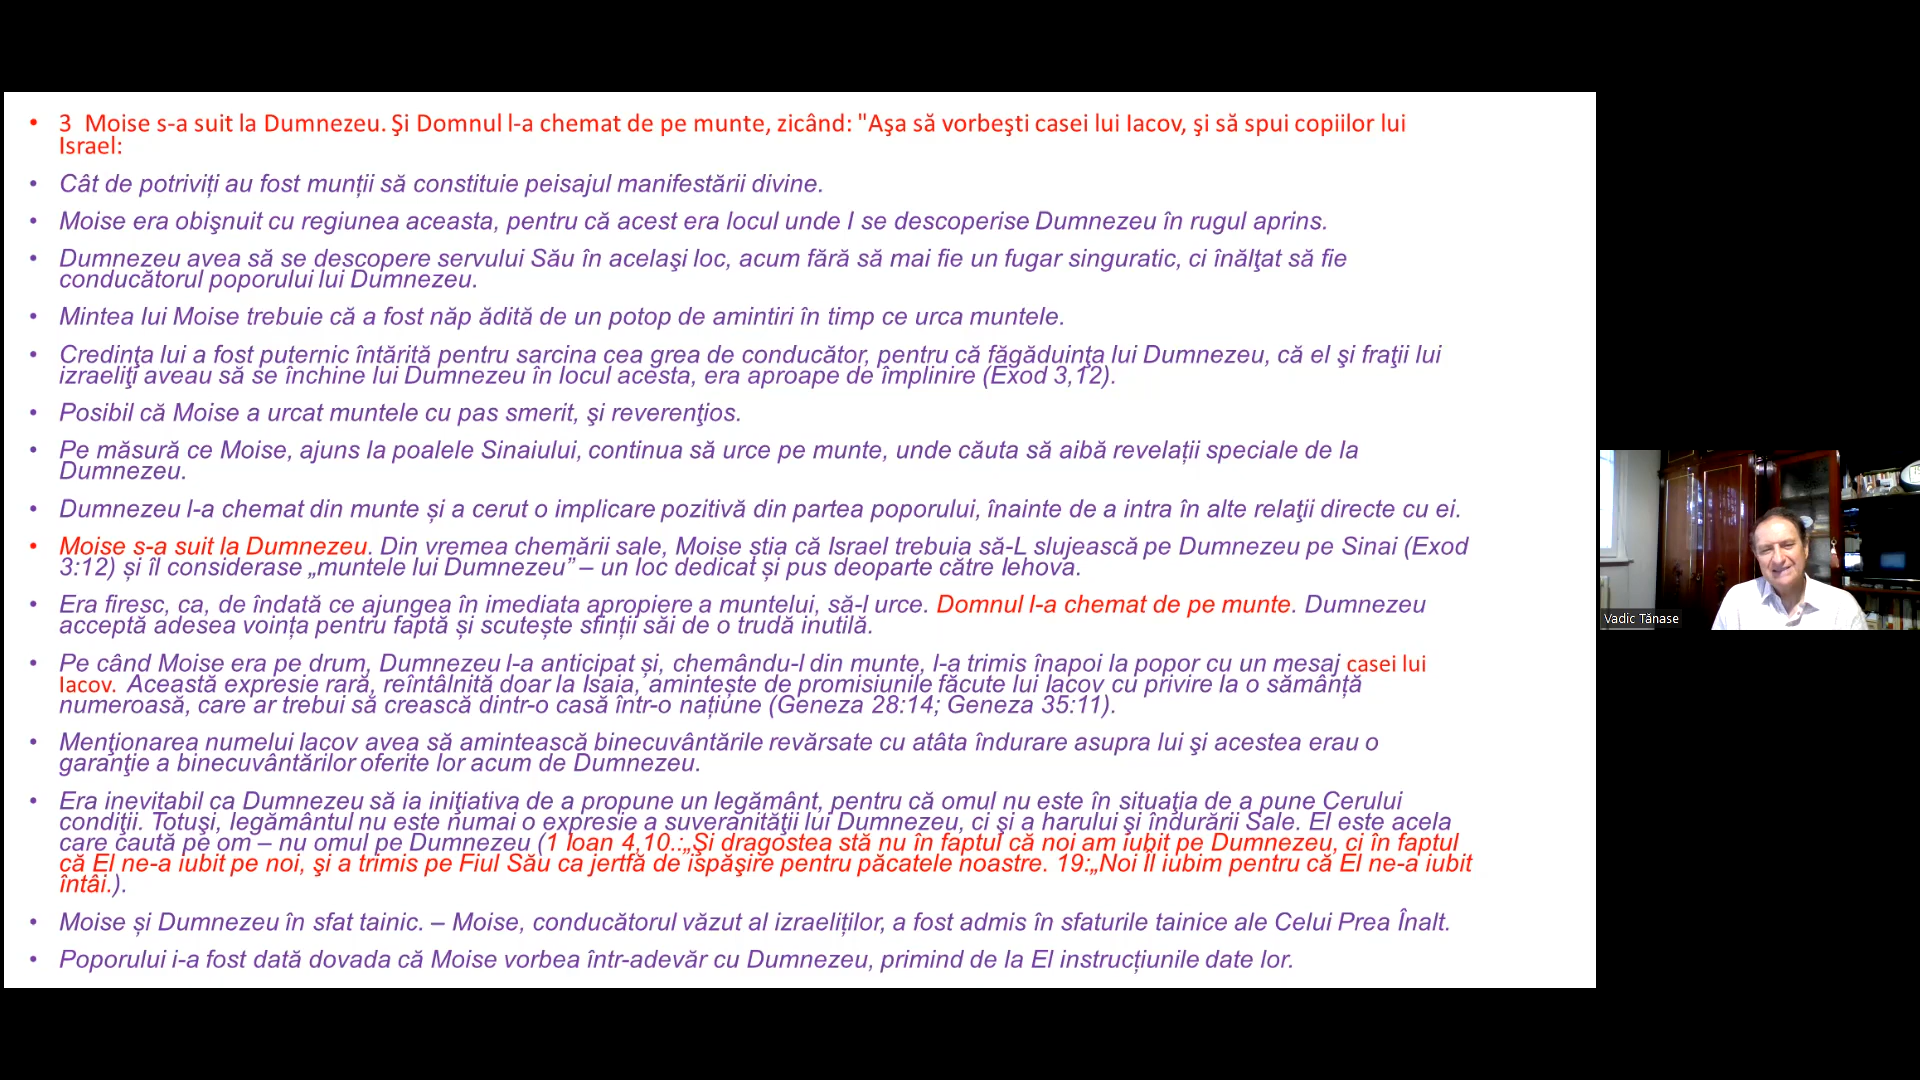 • 3 Moise s-a suit la Dumnezeu. Şi Domnul l-a chemat de pe munte, zicând: "Aşa să vorbeşti casei lui Iacov, şi să spui copiilor lui
Israel:
• Cât de potriviți au fost munții să constituie peisajul manifestării divine.
• Moise era obişnuit cu regiunea aceasta, pentru că acest era locul unde I se descoperise Dumnezeu în rugul aprins.
• Dumnezeu avea să se descopere servului Său în acelaşi loc, acum fără să mai fie un fugar singuratic, ci înălţat să fie
conducătorul poporului lui Dumnezeu.
• Mintea lui Moise trebuie că a fost năp ădită de un potop de amintiri în timp ce urca muntele.
• Credinţa lui a fost puternic întărită pentru sarcina cea grea de conducător, pentru că făgăduinţa lui Dumnezeu, că el şi fraţii lui
izraeliţi aveau să se închine lui Dumnezeu în locul acesta, era aproape de împlinire (Exod 3,12).
• Posibil că Moise a urcat muntele cu pas smerit, şi reverenţios.
• Pe măsură ce Moise, ajuns la poalele Sinaiului, continua să urce pe munte, unde căuta să aibă revelații speciale de la
Dumnezeu.
• Dumnezeu l-a chemat din munte și a cerut o implicare pozitivă din partea poporului, înainte de a intra în alte relaţii directe cu ei.
• Moise s-a suit la Dumnezeu. Din vremea chemării sale, Moise știa că Israel trebuia să-L slujească pe Dumnezeu pe Sinai (Exod
3:12) și îl considerase „muntele lui Dumnezeu” – un loc dedicat și pus deoparte către Iehova.
• Era firesc, ca, de îndată ce ajungea în imediata apropiere a muntelui, să-l urce. Domnul l-a chemat de pe munte. Dumnezeu
acceptă adesea voința pentru faptă și scutește sfinții săi de o trudă inutilă.
• Pe când Moise era pe drum, Dumnezeu l-a anticipat și, chemându-l din munte, l-a trimis înapoi la popor cu un mesaj casei lui
Iacov. Această expresie rară, reîntâlnită doar la Isaia, amintește de promisiunile făcute lui Iacov cu privire la o sămânță
numeroasă, care ar trebui să crească dintr-o casă într-o națiune (Geneza 28:14; Geneza 35:11).
• Menţionarea numelui Iacov avea să amintească binecuvântările revărsate cu atâta îndurare asupra lui şi acestea erau o
garanţie a binecuvântărilor oferite lor acum de Dumnezeu.
• Era inevitabil ca Dumnezeu să ia iniţiativa de a propune un legământ, pentru că omul nu este în situaţia de a pune Cerului
condiţii. Totuşi, legământul nu este numai o expresie a suveranităţii lui Dumnezeu, ci şi a harului şi îndurării Sale. El este acela
care caută pe om – nu omul pe Dumnezeu (1 Ioan 4,10.:„Şi dragostea stă nu în faptul că noi am iubit pe Dumnezeu, ci în faptul
că El ne-a iubit pe noi, şi a trimis pe Fiul Său ca jertfă de ispăşire pentru păcatele noastre. 19:„Noi Îl iubim pentru că El ne-a iubit
întâi.).
• Moise și Dumnezeu în sfat tainic. – Moise, conducătorul văzut al izraeliților, a fost admis în sfaturile tainice ale Celui Prea Înalt.
• Poporului i-a fost dată dovada că Moise vorbea într-adevăr cu Dumnezeu, primind de la El instrucțiunile date lor.
Vadic Tănase